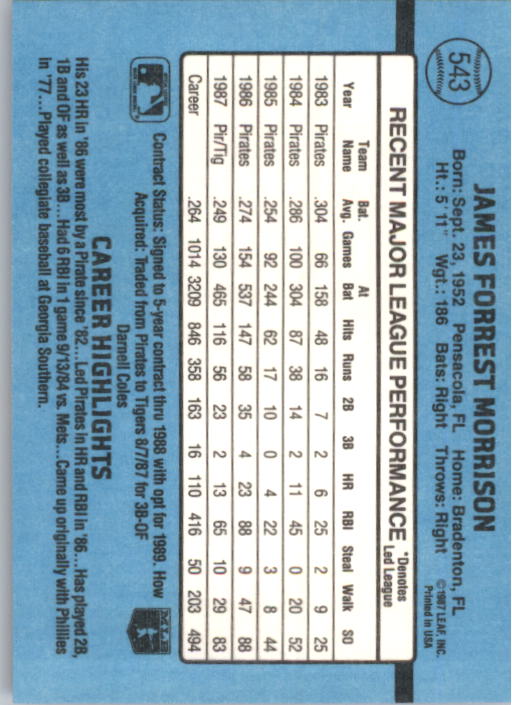 543
JAMES FORREST MORRISON
Born: Sept. 23, 1952 Pensacola, FL Home: Bradenton, FL
Ht.: 5' 11" Wgt.: 186 Bats: Right Throws: Right
©1987 LEAF, INC.
Printed in USA
RECENT MAJOR LEAGUE PERFORMANCE
*Denotes
Led League
Year Team Name Bat. Avg. Games At Bat Hits Runs 2B 3B HR RBI Steal Walk SO
1983 Pirates .304 66 158 48 16 7 2 6 25 2 9 25
1984 Pirates .286 100 304 87 38 14 2 11 45 0 20 52
1985 Pirates .254 92 244 62 17 10 0 4 22 3 8 44
1986 Pirates .274 154 537 147 58 35 4 23 88 9 47 88
1987 Pir/Tig .249 130 465 116 56 23 2 13 65 10 29 83
Career .264 1014 3209 846 358 163 16 110 416 50 203 494
Contract Status: Signed to 5-year contract thru 1988 with opt for 1989. How
Acquired: Traded from Pirates to Tigers 8/7/87 for 3B-OF
Darnell Coles
CAREER HIGHLIGHTS
His 23 HR in '86 were most by a Pirate since '82...Led Pirates in HR and RBI in '86...Has played 2B,
1B and OF as well as 3B...Had 6 RBI in 1 game 9/13/84 vs. Mets...Came up originally with Phillies
in '77...Played collegiate baseball at Georgia Southern.